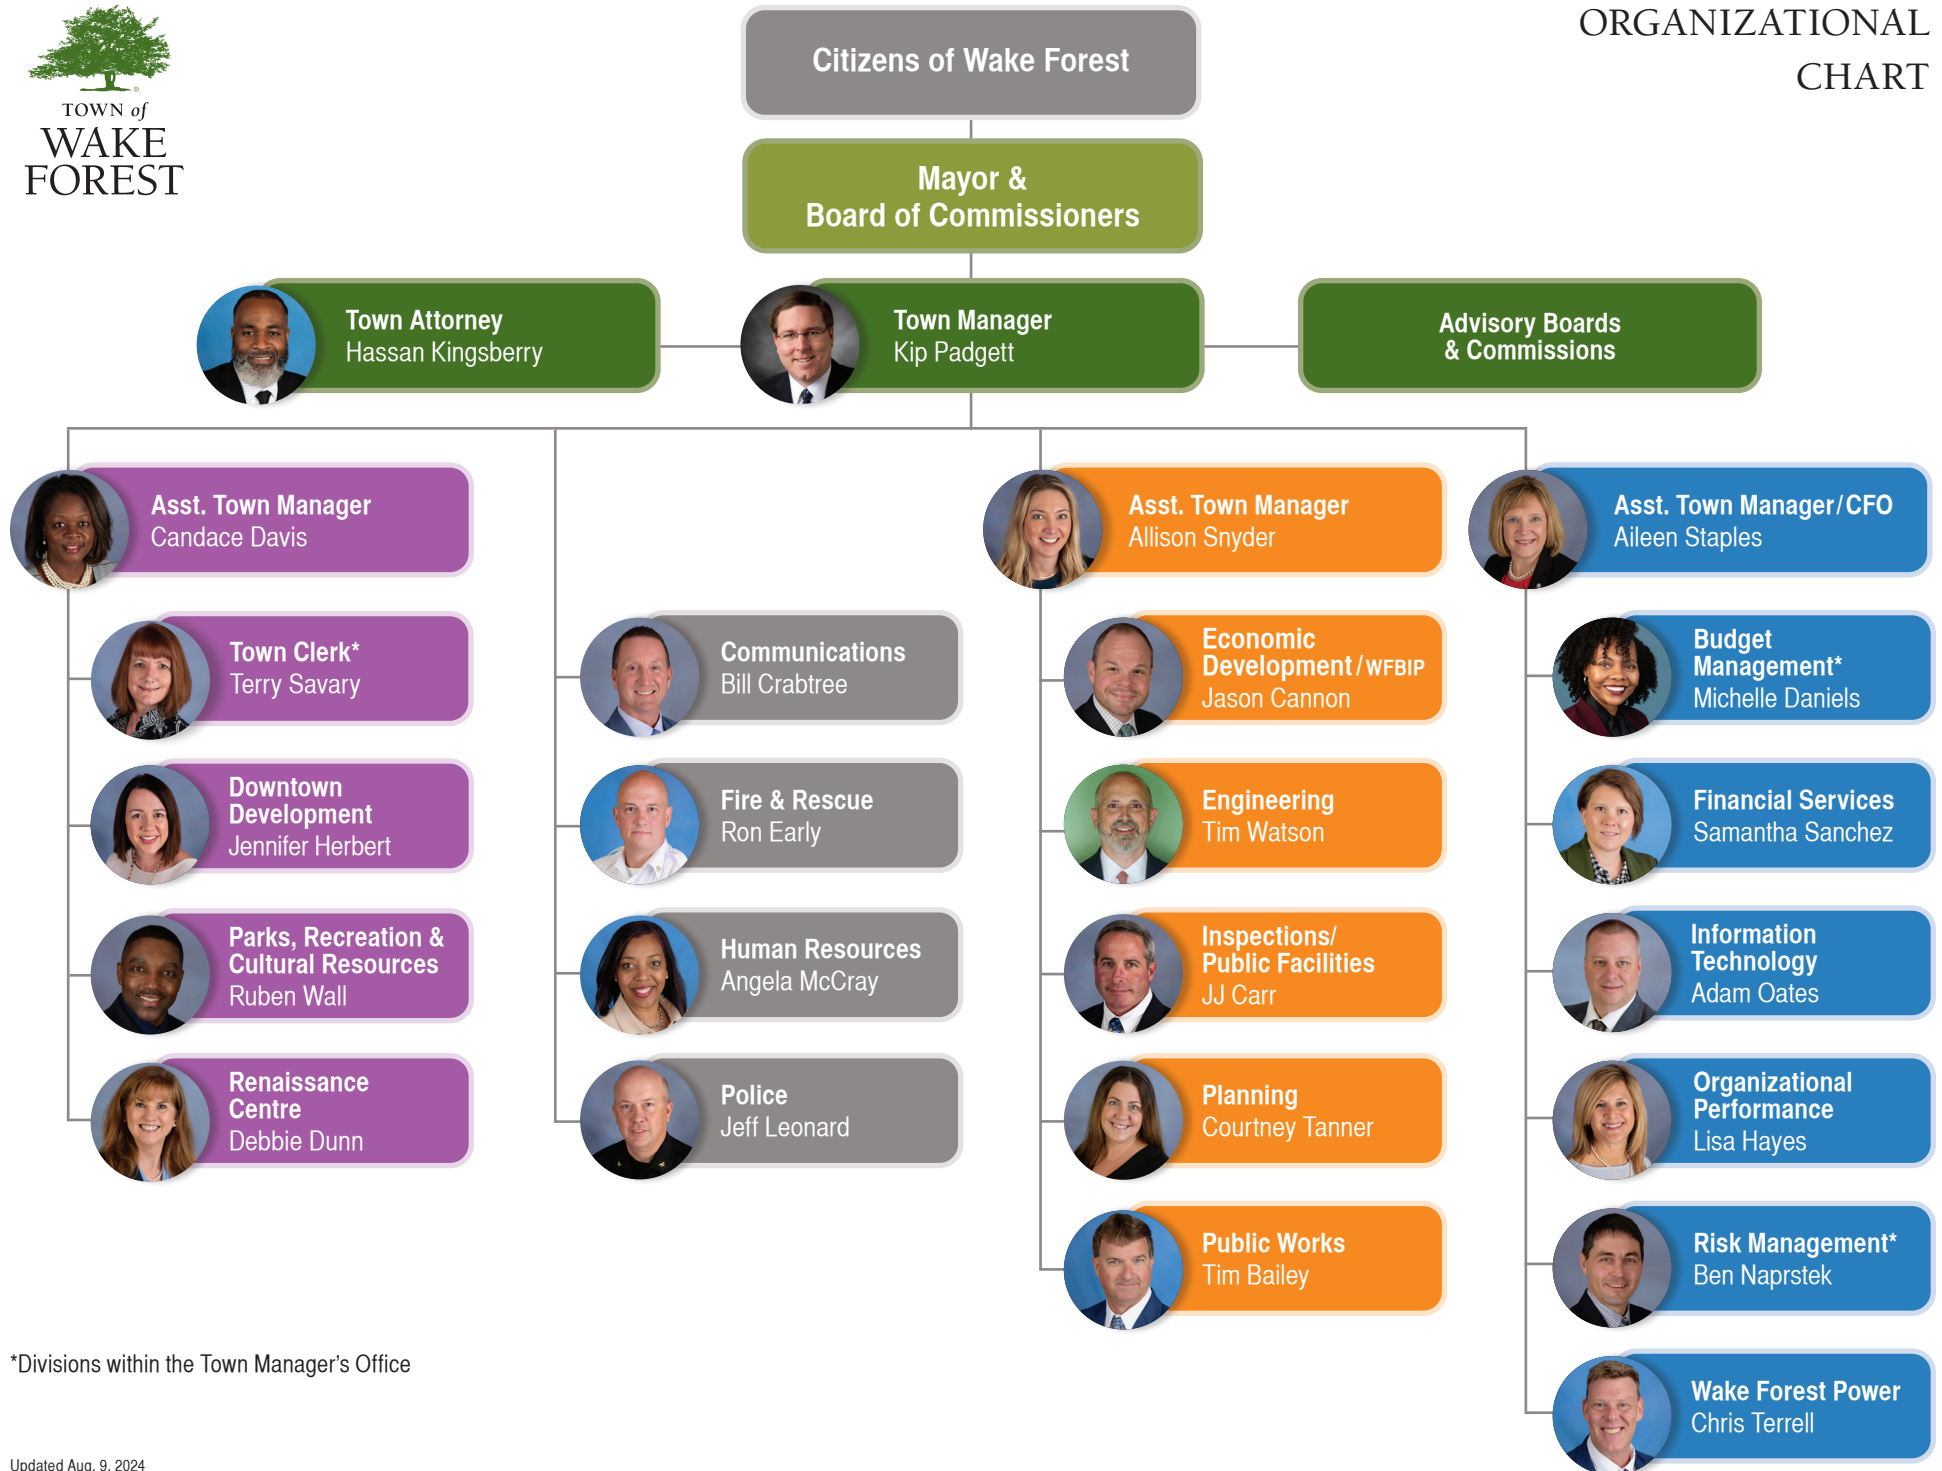 TOWN of
WAKE
FOREST
ORGANIZATIONAL
CHART
Citizens of Wake Forest
Mayor &
Board of Commissioners
Town Attorney
Hassan Kingsberry
Town Manager
Kip Padgett
Advisory Boards
& Commissions
Asst. Town Manager
Candace Davis
Town Clerk*
Terry Savary
Downtown
Development
Jennifer Herbert
Parks, Recreation &
Cultural Resources
Ruben Wall
Renaissance
Centre
Debbie Dunn
Communications
Bill Crabtree
Fire & Rescue
Ron Early
Human Resources
Angela McCray
Police
Jeff Leonard
Asst. Town Manager
Allison Snyder
Economic
Development/WFBIP
Jason Cannon
Engineering
Tim Watson
Inspections/
Public Facilities
JJ Carr
Planning
Courtney Tanner
Public Works
Tim Bailey
Asst. Town Manager/CFO
Aileen Staples
Budget
Management*
Michelle Daniels
Financial Services
Samantha Sanchez
Information
Technology
Adam Oates
Organizational
Performance
Lisa Hayes
Risk Management*
Ben Naprstek
Wake Forest Power
Chris Terrell
*Divisions within the Town Manager's Office
Updated Aug. 9, 2024